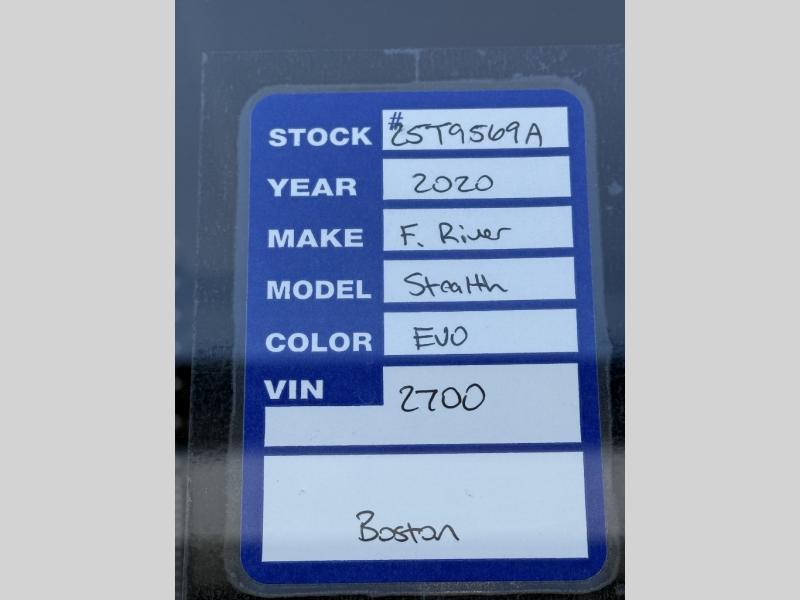 STOCK #25T9569A
YEAR 2020
MAKE F. River
MODEL Stealth
COLOR EVO
VIN 2700
Boston